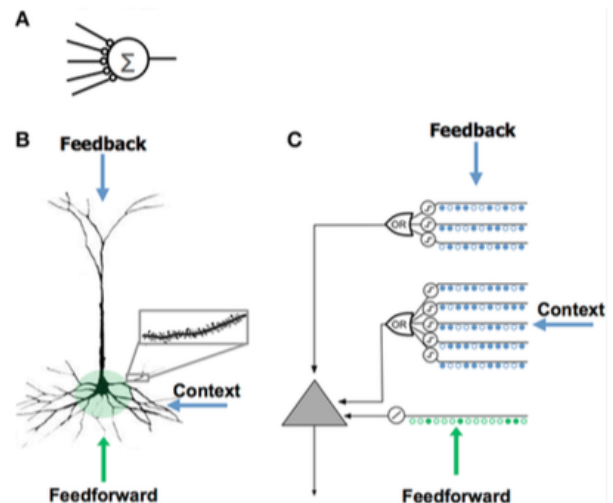 A
Σ
B
Feedback
C
Feedback
OR
OR
Context
Context
Feedforward
Feedforward